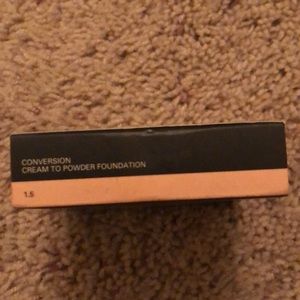 CONVERSION
CREAM TO POWDER FOUNDATION
1.5